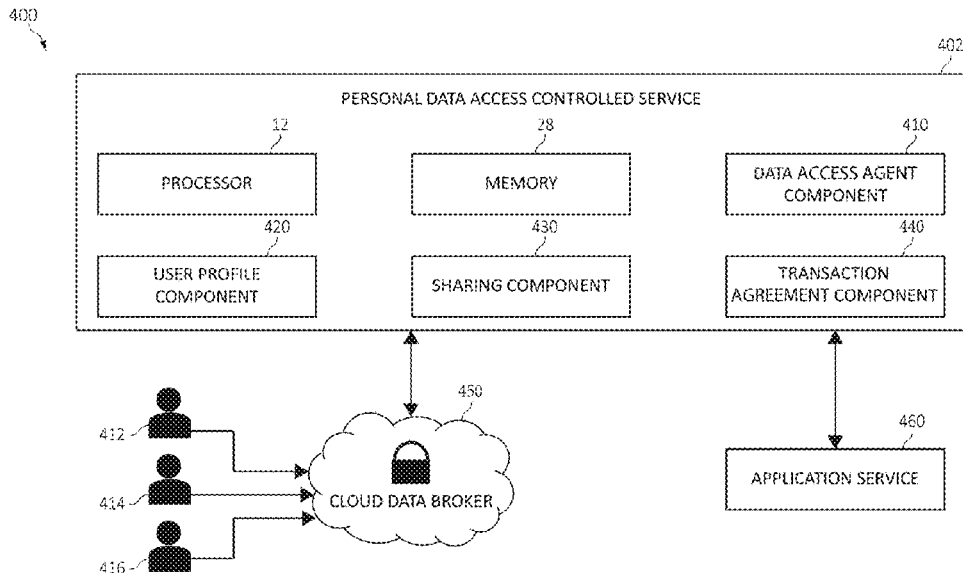 400
402
PERSONAL DATA ACCESS CONTROLLED SERVICE
12
28
410
PROCESSOR
MEMORY
DATA ACCESS AGENT
COMPONENT
420
430
440
USER PROFILE
COMPONENT
SHARING COMPONENT
TRANSACTION
AGREEMENT COMPONENT
450
412
460
414
CLOUD DATA BROKER
APPLICATION SERVICE
416